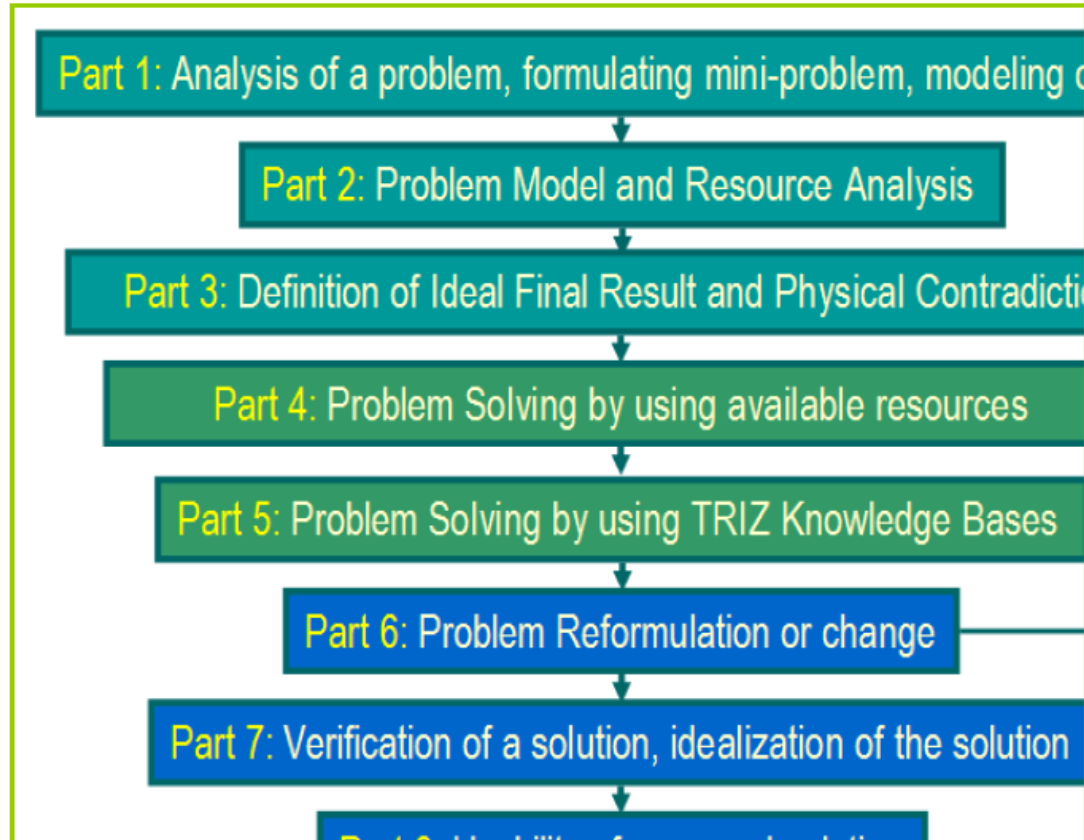 Part 1: Analysis of a problem, formulating mini-problem, modeling
Part 2: Problem Model and Resource Analysis
Part 3: Definition of Ideal Final Result and Physical
Part 4: Problem Solving by using available resources
Part 5: Problem Solving by using TRIZ Knowledge Bases
Part 6: Problem Reformulation or change
Part 7: Verification of a solution, idealization of the solution